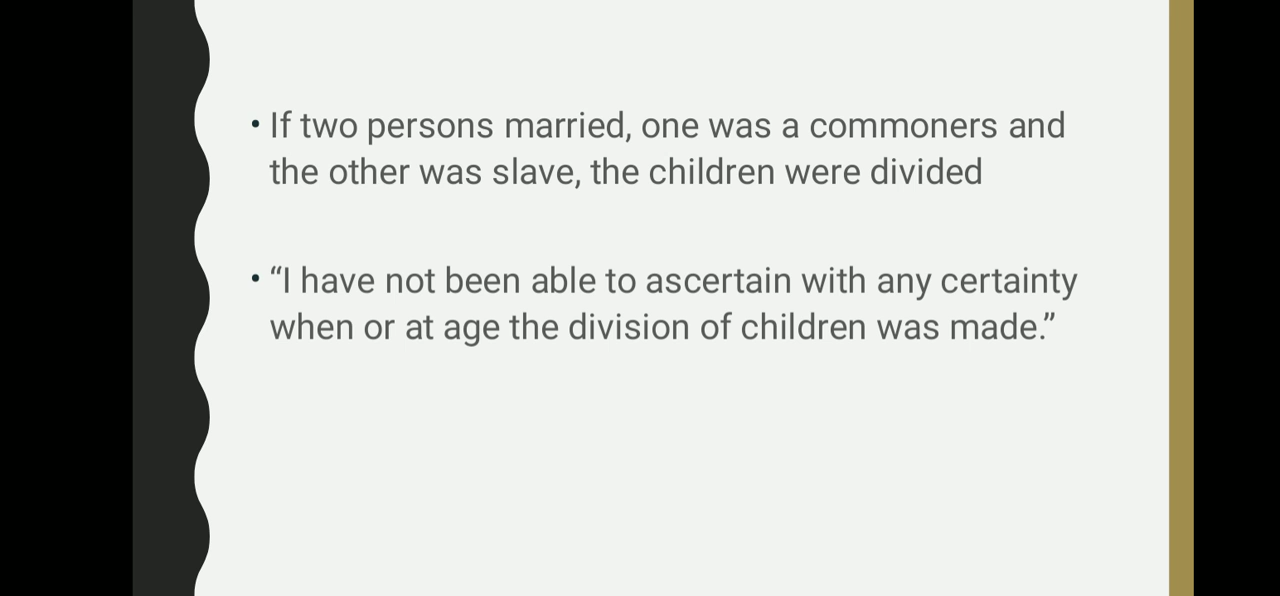 • If two persons married, one was a commoners and
the other was slave, the children were divided
• “I have not been able to ascertain with any certainty
when or at age the division of children was made.”